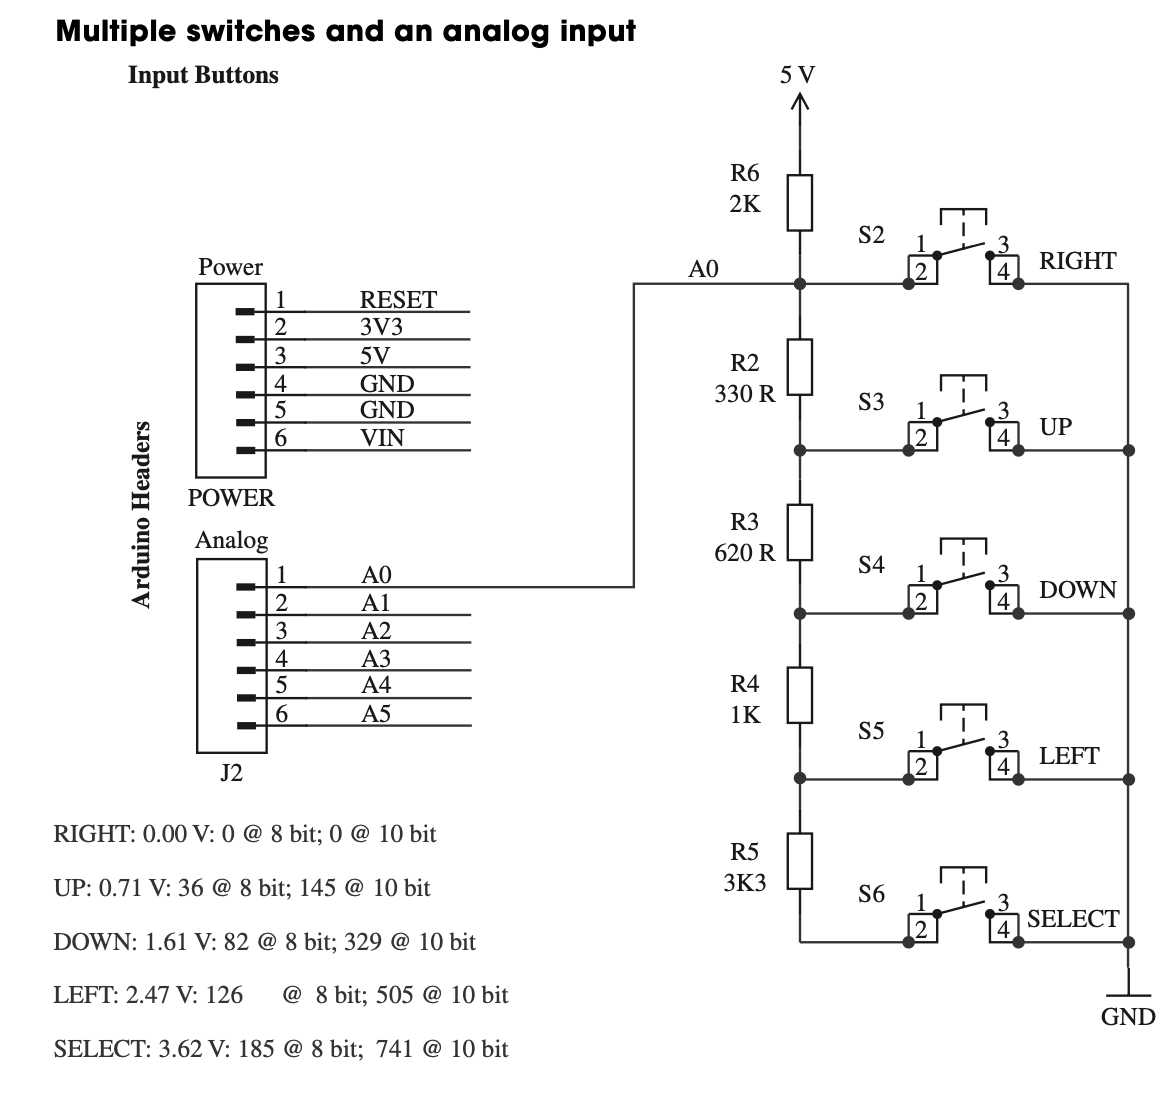 Multiple switches and an analog input
Input Buttons
5 V
R6
2K
S2
1
2
3
4
RIGHT
A0
Power
1 RESET
2 3V3
3 5V
4 GND
5 GND
6 VIN
POWER
R2
330 R
S3
1
2
3
4
UP
Arduino Headers
R3
620 R
S4
1
2
3
4
DOWN
Analog
1 A0
2 A1
3 A2
4 A3
5 A4
6 A5
J2
R4
1K
S5
1
2
3
4
LEFT
R5
3K3
S6
1
2
3
4
SELECT
GND
RIGHT: 0.00 V: 0 @ 8 bit; 0 @ 10 bit
UP: 0.71 V: 36 @ 8 bit; 145 @ 10 bit
DOWN: 1.61 V: 82 @ 8 bit; 329 @ 10 bit
LEFT: 2.47 V: 126 @ 8 bit; 505 @ 10 bit
SELECT: 3.62 V: 185 @ 8 bit; 741 @ 10 bit